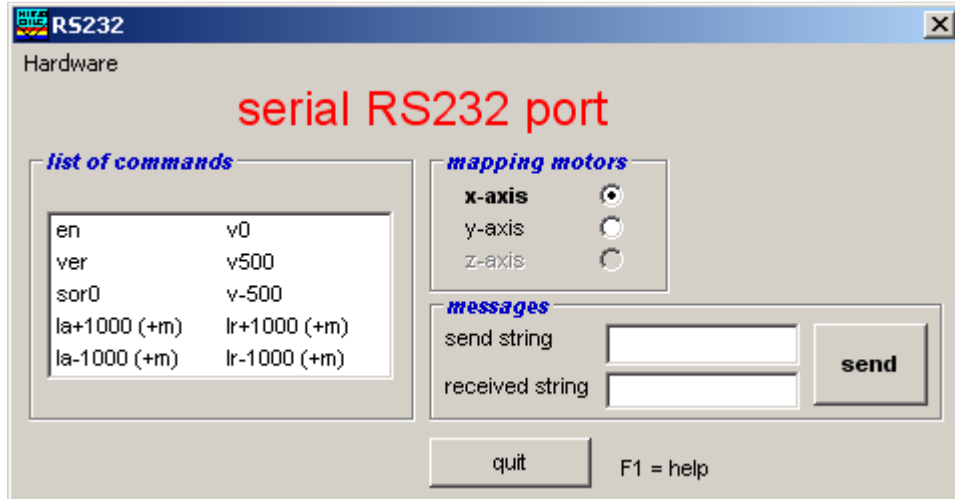 RS232
Hardware
serial RS232 port
list of commands
en v0
ver v500
sor0 v-500
la+1000 (+m) lr+1000 (+m)
la-1000 (+m) lr-1000 (+m)
mapping motors
x-axis
y-axis
z-axis
messages
send string
received string
send
quit
F1 = help